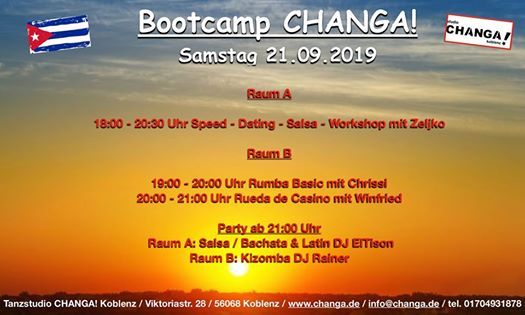 Bootcamp CHANGA!
Samstag 21.09.2019
studio
CHANGA!
koblenz
Raum A
18:00 - 20:30 Uhr Speed - Dating - Salsa - Workshop mit Zeljko
Raum B
19:00 - 20:00 Uhr Rumba Basic mit Chrissi
20:00 - 21:00 Uhr Rueda de Casino mit Winfried
Party ab 21:00 Uhr
Raum A: Salsa / Bachata & Latin DJ ElTison
Raum B: Kizomba DJ Rainer
Tanzstudio CHANGA! Koblenz / Viktoriastr. 28 / 56068 Koblenz / www.changa.de / info@changa.de / tel. 01704931878